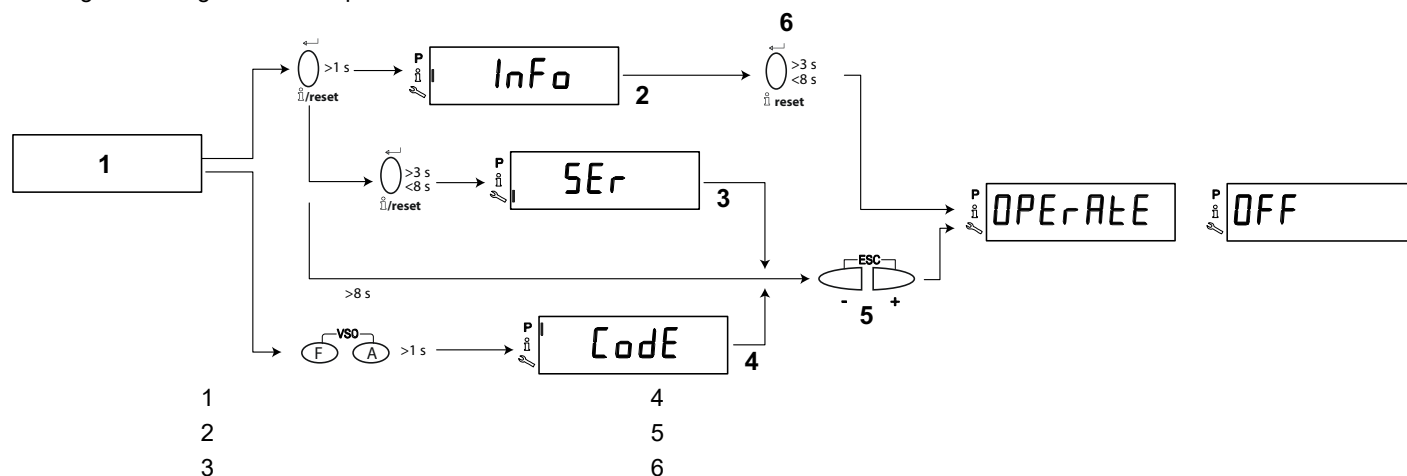 6
>1 s
P
InFo
>3 s
<8 s
i/reset
2
i reset
1
>3 s
<8 s
P
SEr
i/reset
3
P
OPErAtE
P
OFF
ESC
>8 s
- +
5
VSO
F A
>1 s
P
CodE
4
1 4
2 5
3 6